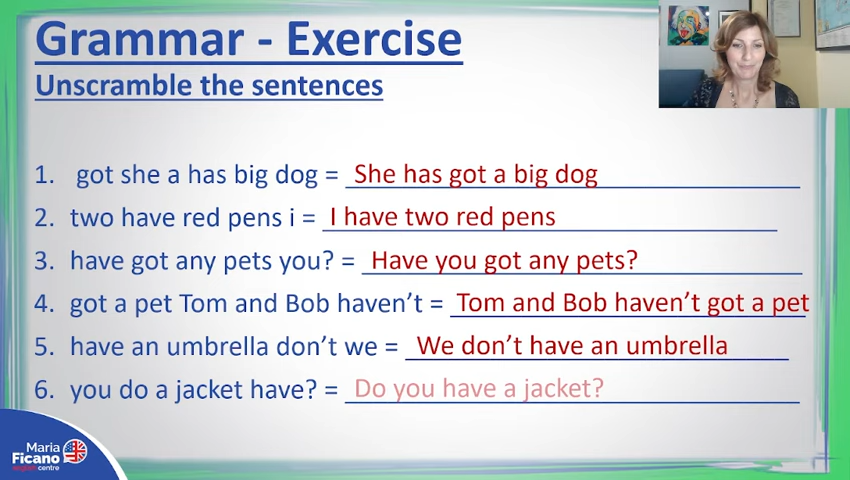 Grammar - Exercise
Unscramble the sentences
1. got she a has big dog = She has got a big dog
2. two have red pens i = I have two red pens
3. have got any pets you? = Have you got any pets?
4. got a pet Tom and Bob haven't = Tom and Bob haven't got a pet
5. have an umbrella don't we = We don't have an umbrella
6. you do a jacket have? = Do you have a jacket?
Maria
Ficano
english centre